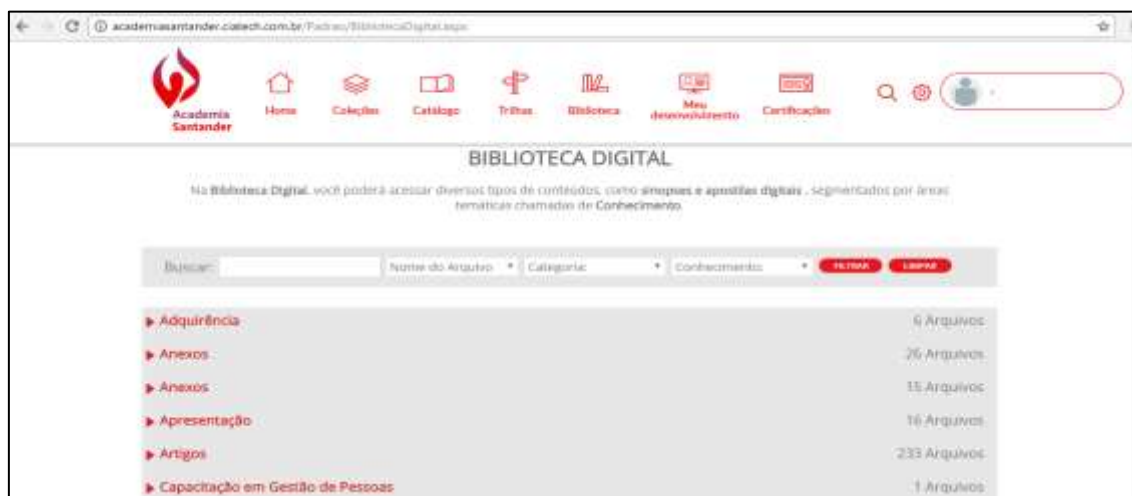 academiasantander.ciatech.com.br/Padrao/BibliotecaDigital.aspx
Academia
Santander
Home
Coleções
Catálogo
Trilhas
Biblioteca
Meu
desenvolvimento
Certificações
BIBLIOTECA DIGITAL
Na Biblioteca Digital, você poderá acessar diversos tipos de conteúdos, como sinopses e apostilas digitais , segmentados por áreas
temáticas chamadas de Conhecimento.
Buscar: Nome do Arquivo Categoria: Conhecimento: FILTRAR LIMPAR
Adquirência 6 Arquivos
Anexos 26 Arquivos
Anexos 15 Arquivos
Apresentação 16 Arquivos
Artigos 233 Arquivos
Capacitação em Gestão de Pessoas 1 Arquivos